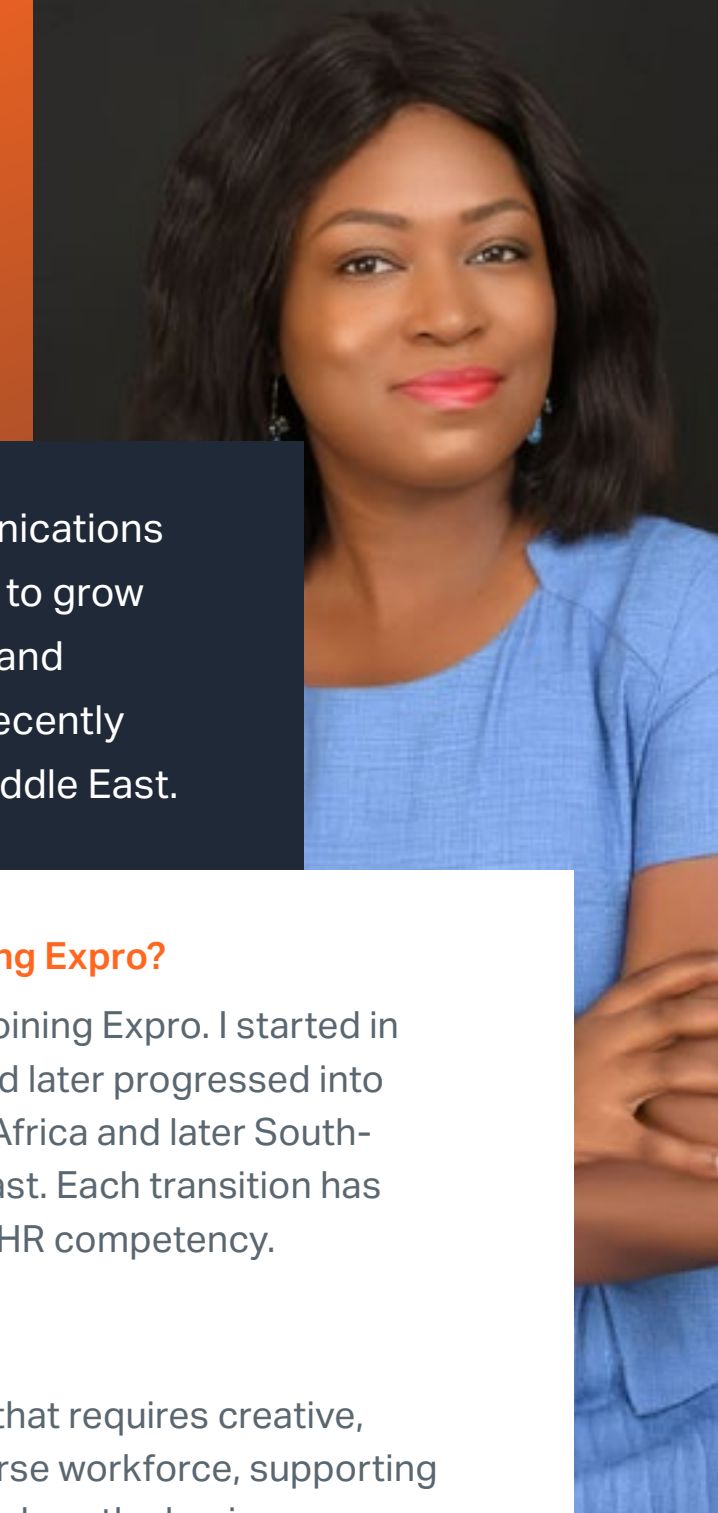 nications
to grow
and
ecently
ddle East.
ng Expro?
oining Expro. I started in
d later progressed into
Africa and later South-
ast. Each transition has
HR competency.
that requires creative,
rse workforce, supporting